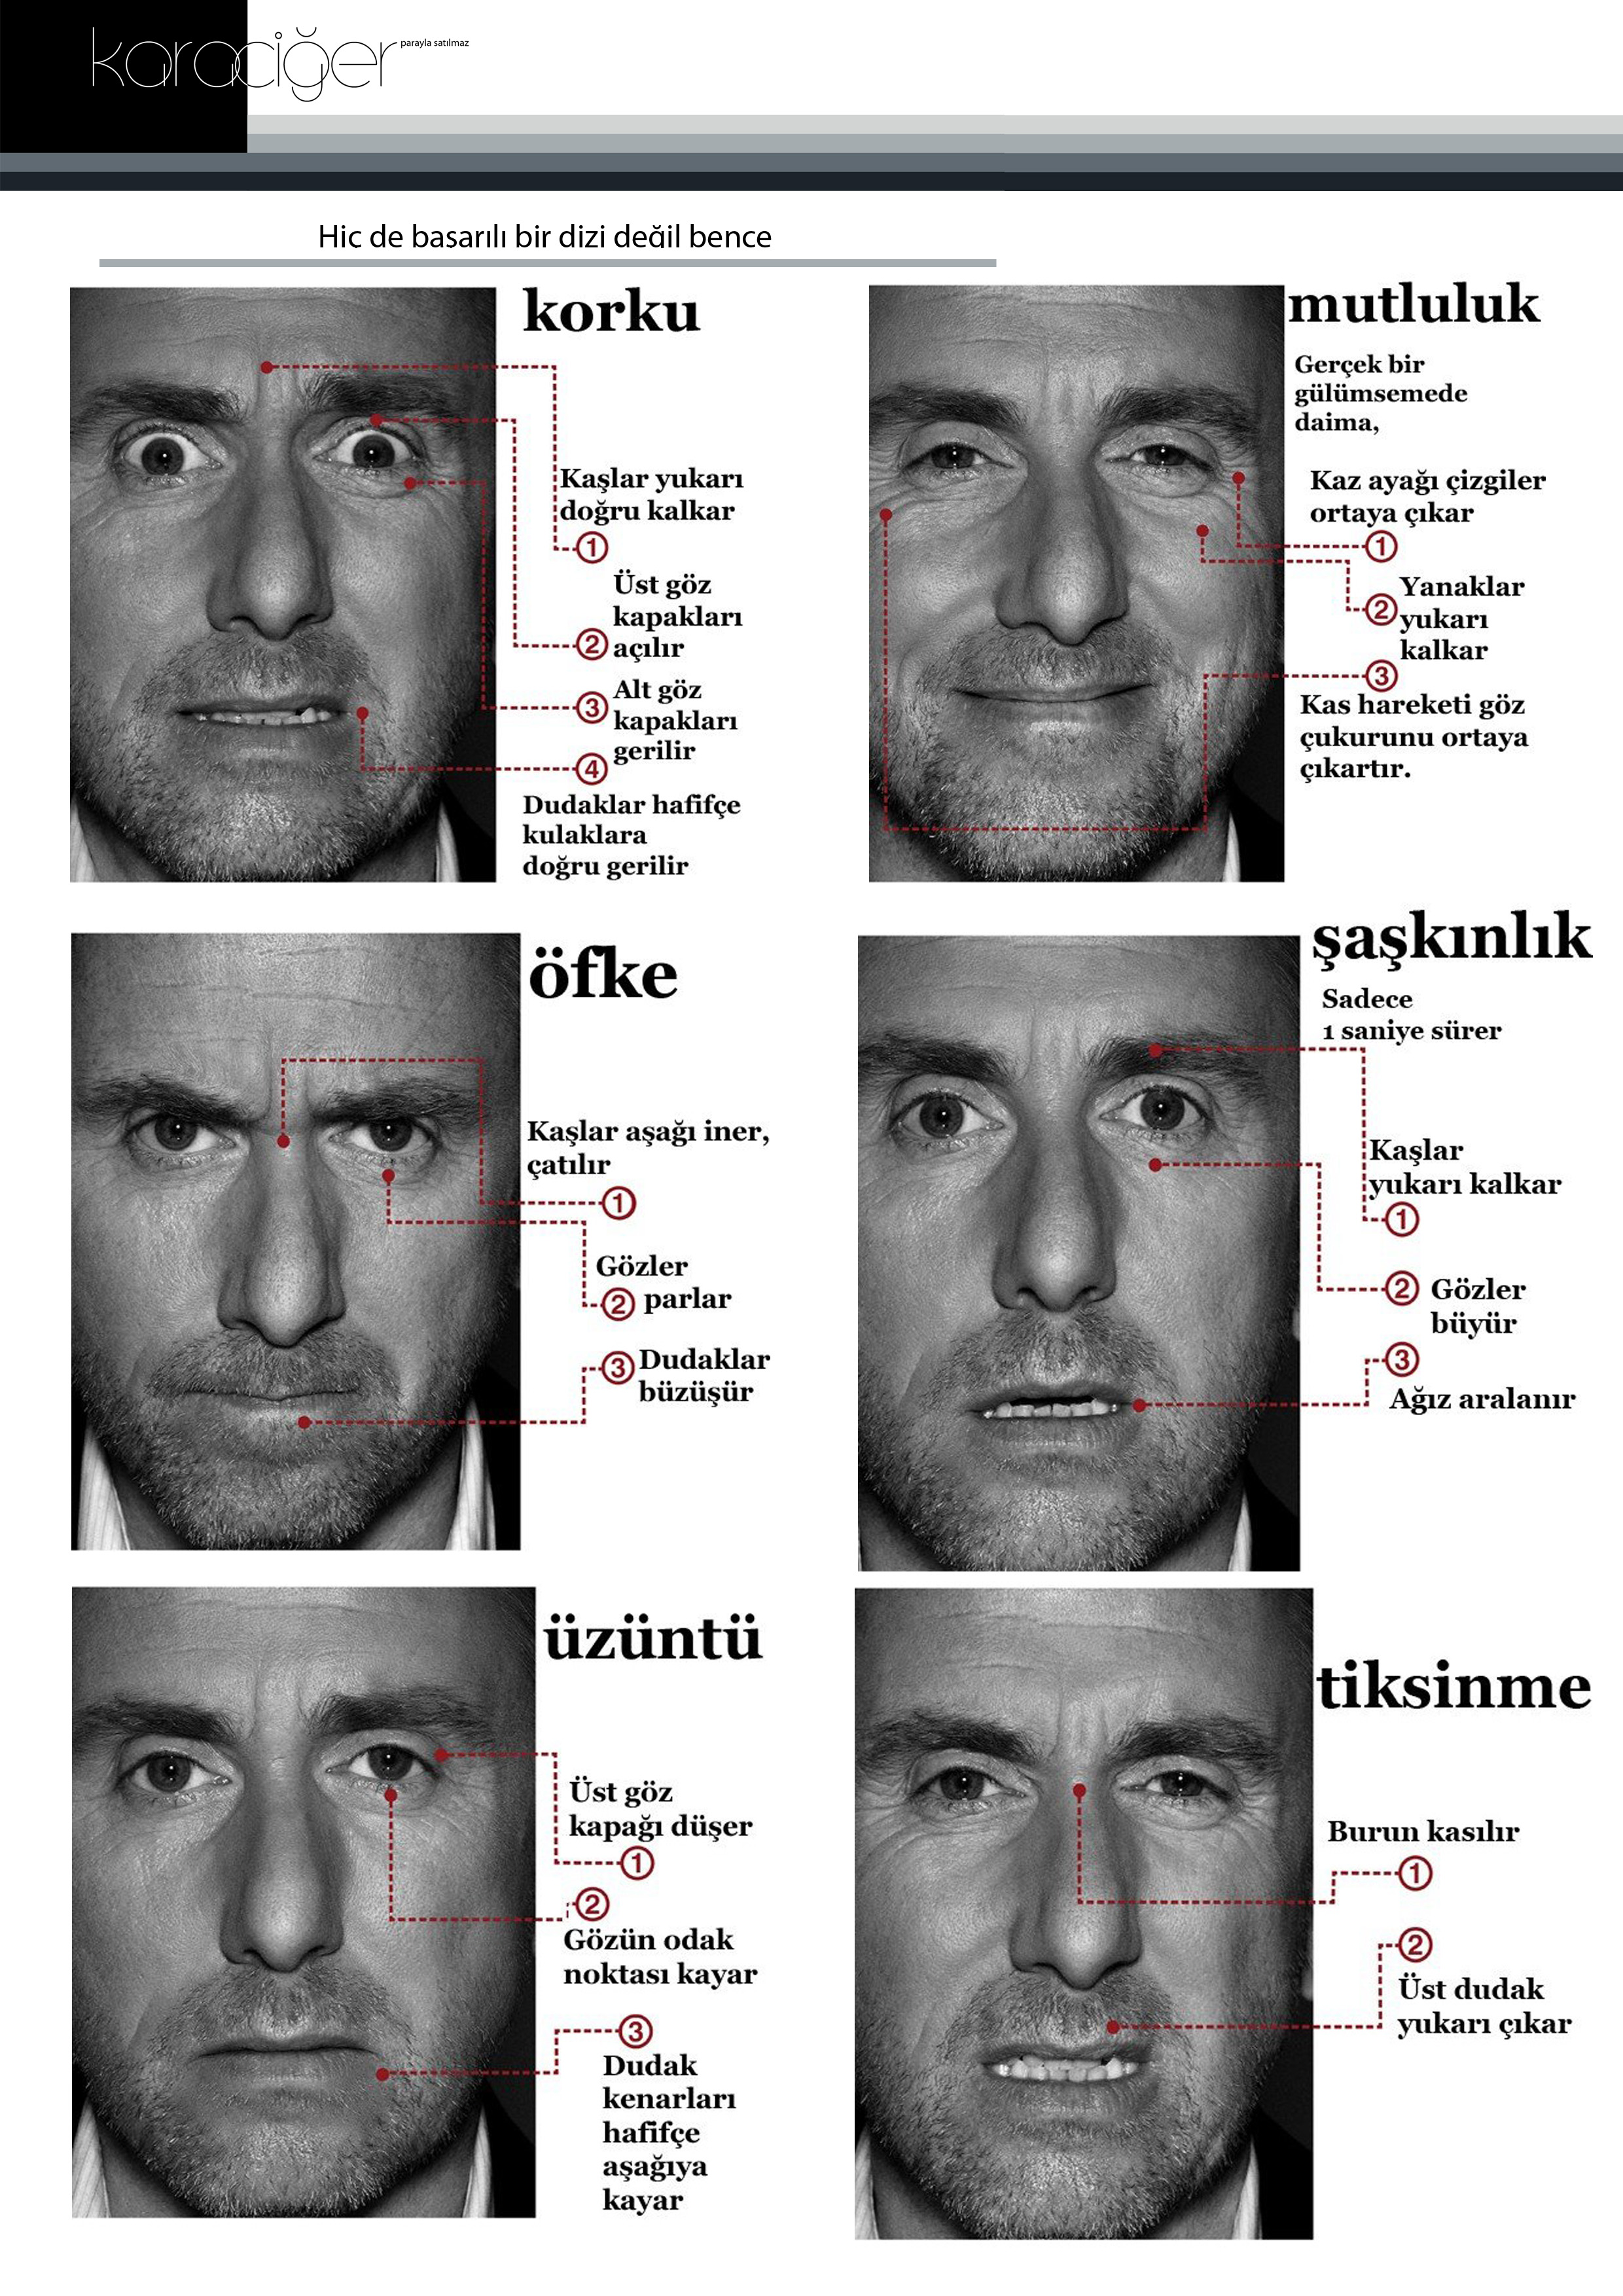 karaciğer
parayla satılmaz
Hiç de başarılı bir dizi değil bence
korku
Kaşlar yukarı
doğru kalkar
1
Üst göz
kapakları
2 açılır
Alt göz
3 kapakları
gerilir
4
Dudaklar hafifçe
kulaklara
doğru gerilir
mutluluk
Gerçek bir
gülümsemede
daima,
Kaz ayağı çizgiler
ortaya çıkar
1
Yanaklar
2 yukarı
kalkar
3
Kas hareketi göz
çukurunu ortaya
çıkartır.
öfke
Kaşlar aşağı iner,
çatılır
1
Gözler
2 parlar
3 Dudaklar
büzüşür
şaşkınlık
Sadece
1 saniye sürer
Kaşlar
yukarı kalkar
1
2 Gözler
büyür
3
Ağız aralanır
üzüntü
Üst göz
kapağı düşer
1
2
Gözün odak
noktası kayar
3
Dudak
kenarları
hafifçe
aşağıya
kayar
tiksinme
Burun kasılır
1
2
Üst dudak
yukarı çıkar